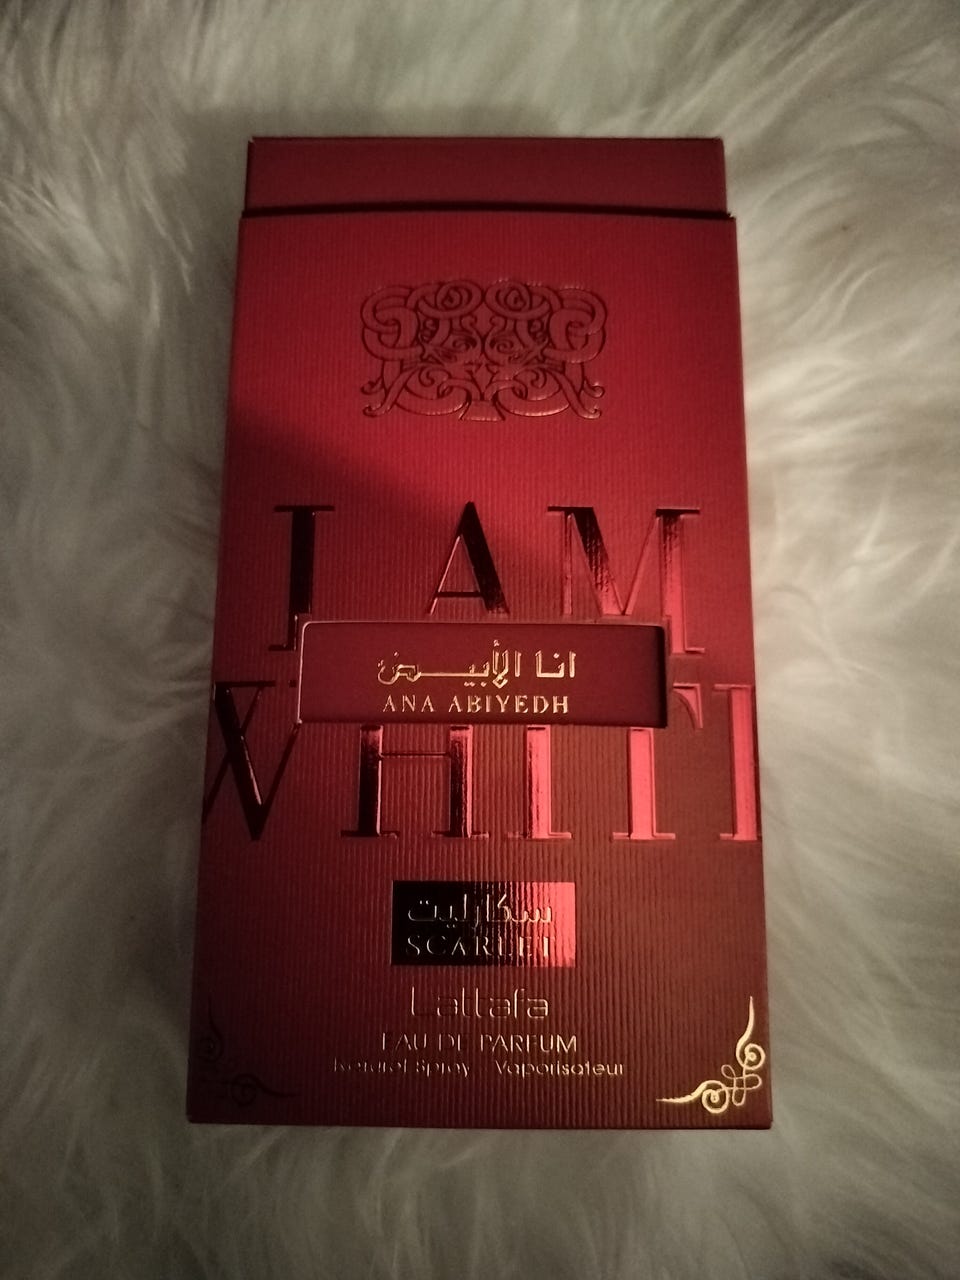 I AM
انا الأبيض
ANA ABIYEDH
WHITE
سكارليت
SCARLET
Lattafa
EAU DE PARFUM
Natural Spray Vaporisateur